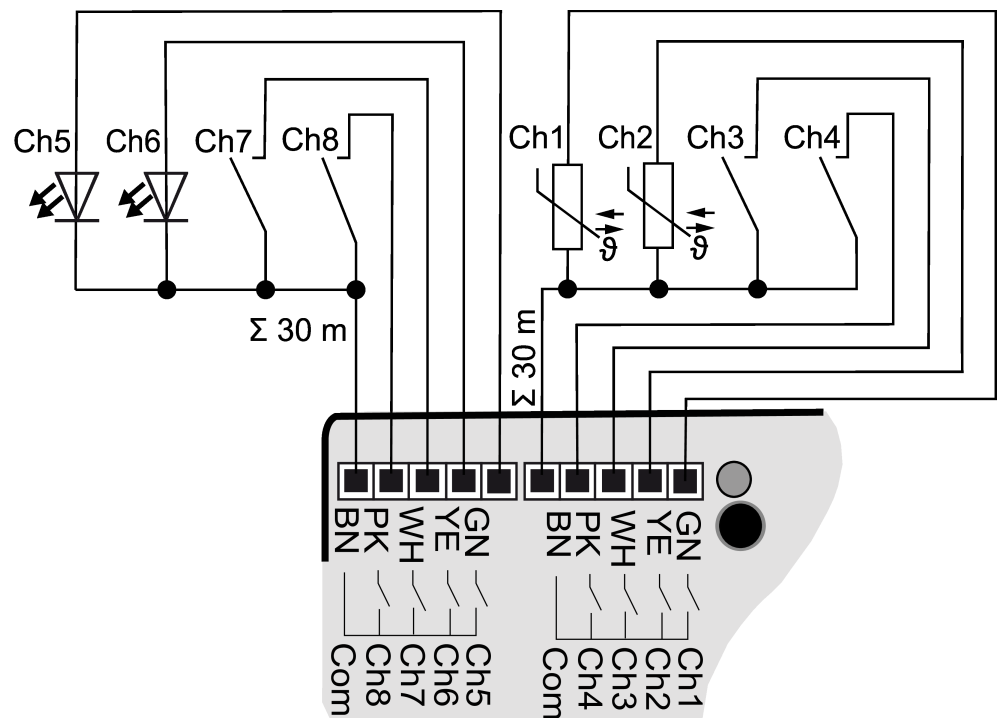 Ch5 Ch6 Ch7 Ch8 Ch1 Ch2 Ch3 Ch4
ϑ ϑ
Σ 30 m
Σ 30 m
BN PK WH YE GN BN PK WH YE GN
Com Ch8 Ch7 Ch6 Ch5 Com Ch4 Ch3 Ch2 Ch1